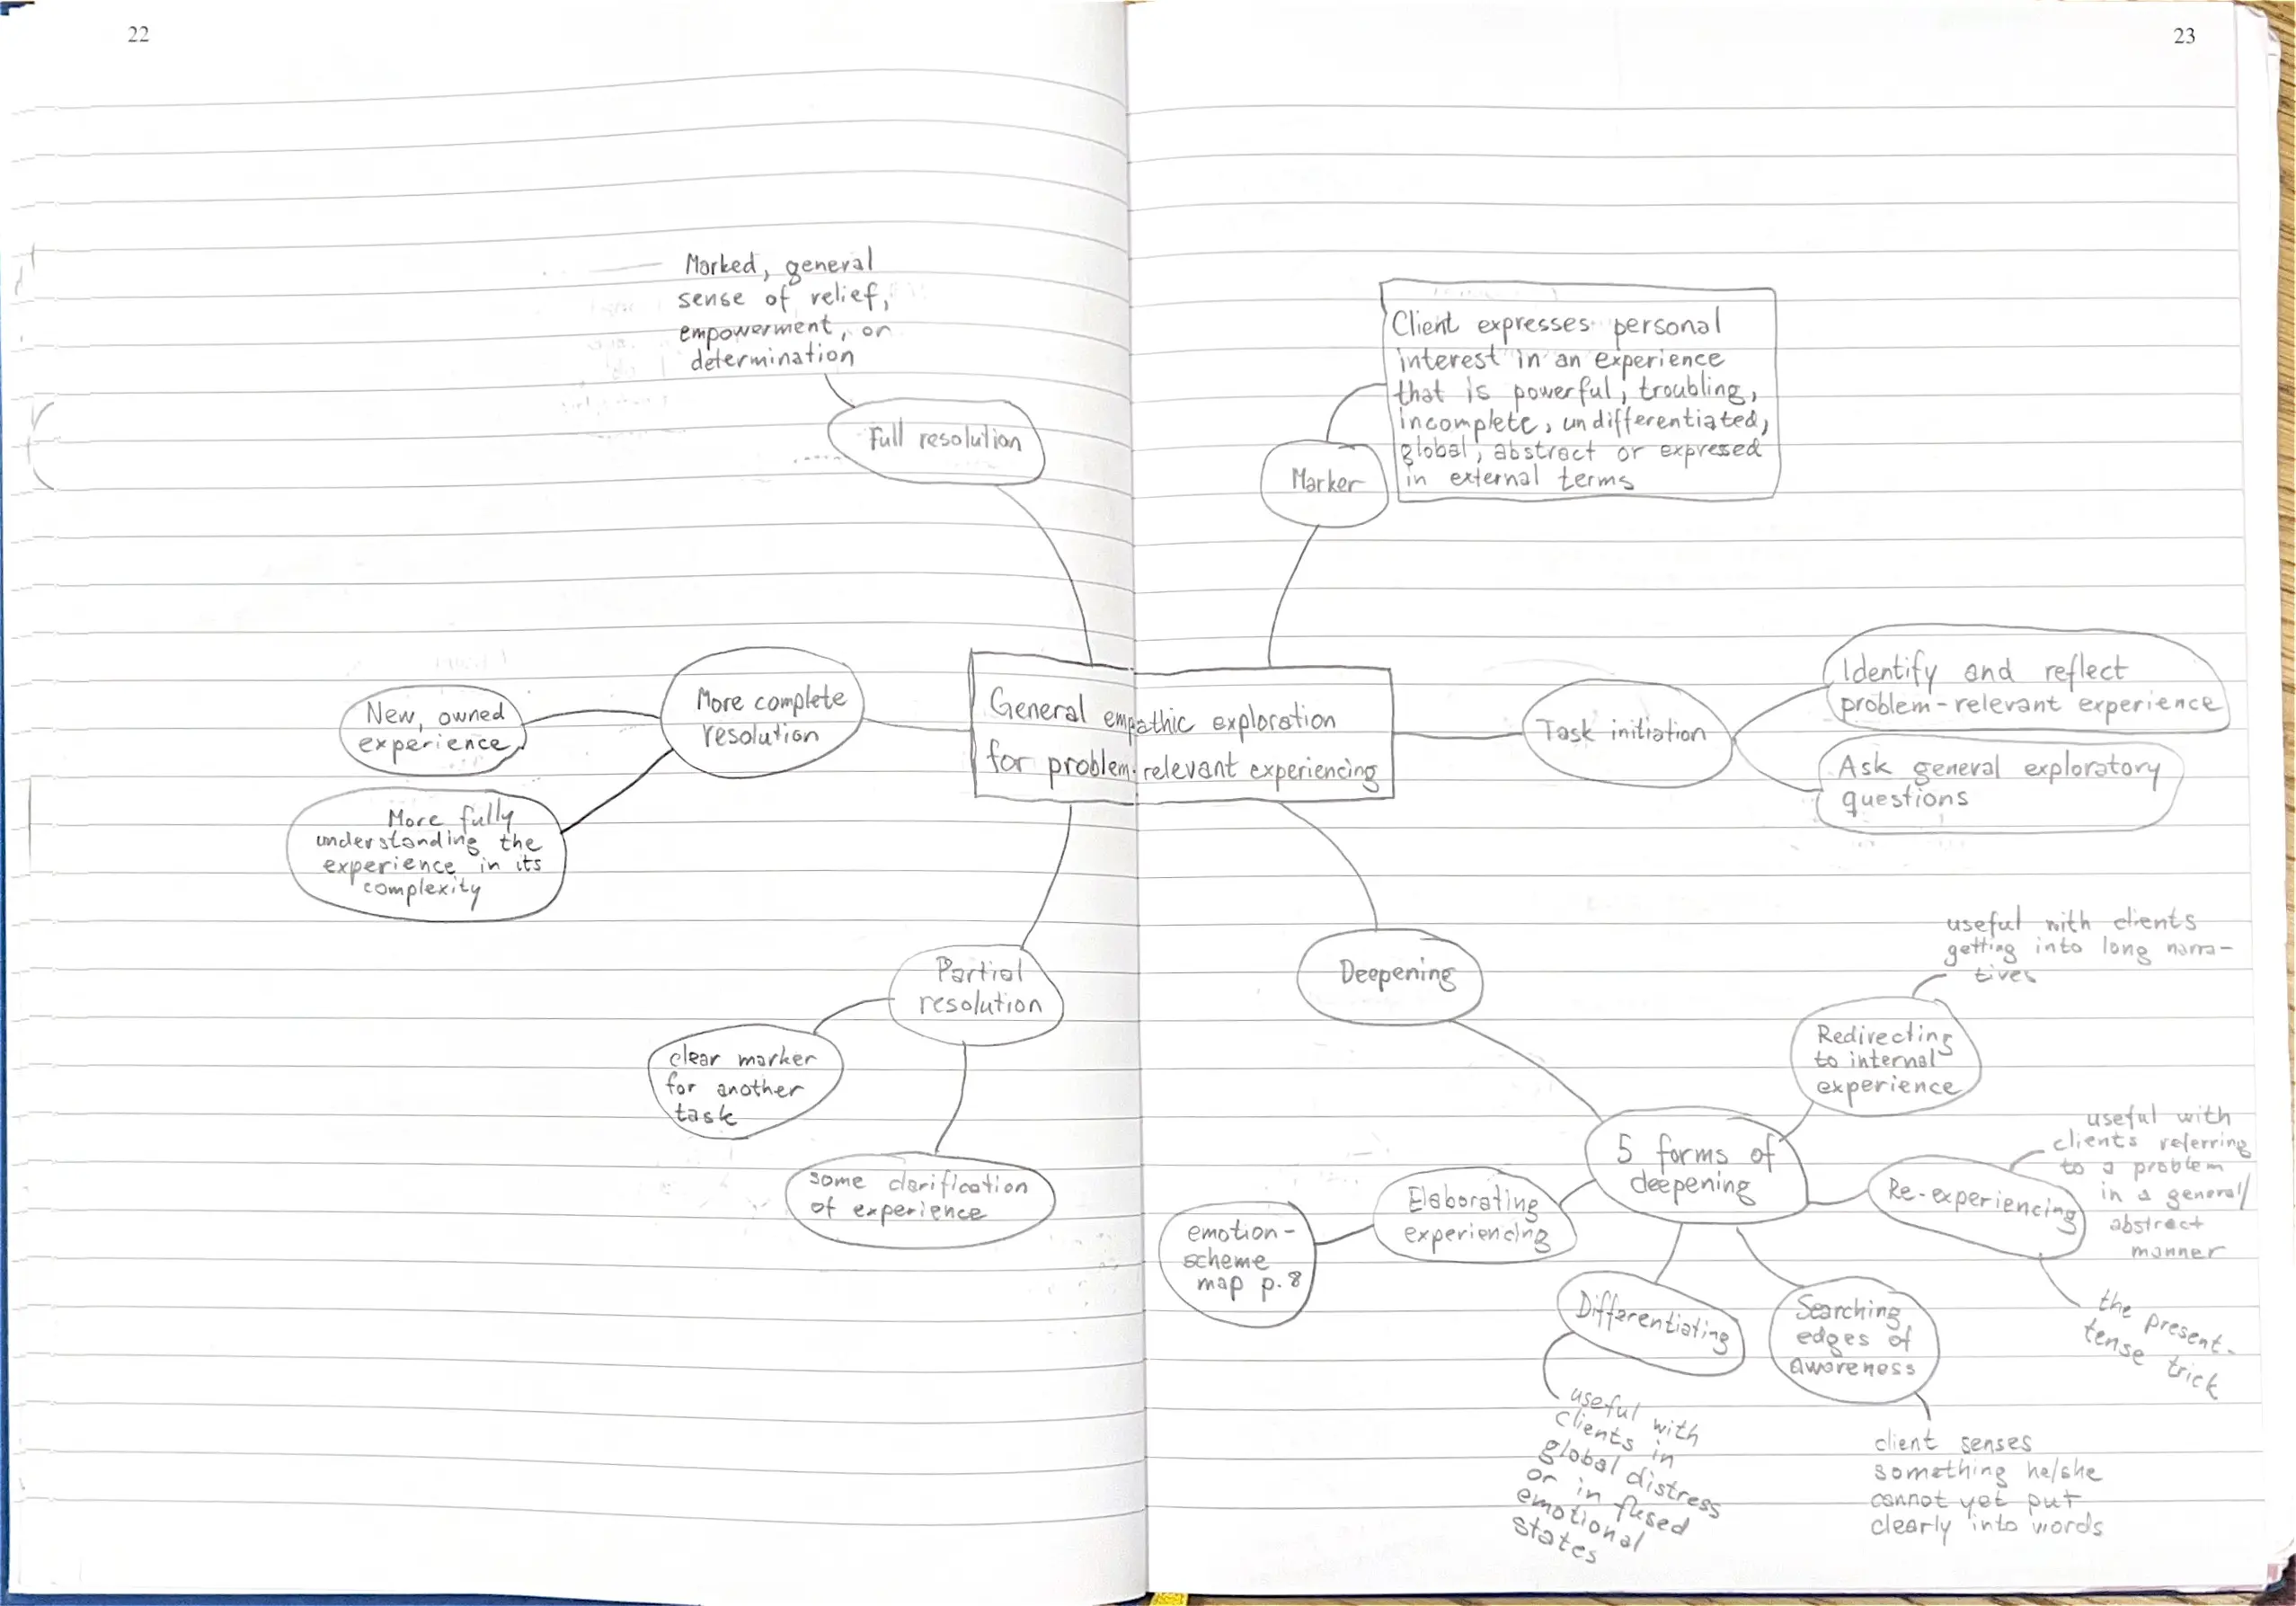 22
Marked, general
sense of relief,
empowerment, or
determination
Full resolution
More complete
resolution
New, owned
experience
More fully
understanding the
experience in its
complexity
Partial
resolution
clear marker
for another
task
some clarification
of experience
23
General empathic exploration
for problem-relevant experiencing
Client expresses personal
interest in an experience
that is powerful, troubling,
incomplete, undifferentiated,
global, abstract or expressed
in external terms
Marker
Task initiation
Identify and reflect
problem-relevant experience
Ask general exploratory
questions
Deepening
5 forms of
deepening
useful with clients
getting into long narra-
tives
Redirecting
to internal
experience
useful with
clients referring
to a problem
in a general/
abstract
manner
Re-experiencing
the present-
tense trick
Searching
edges of
awareness
client senses
something he/she
cannot yet put
clearly into words
Differentiating
useful with
clients in
global distress
or in fused
emotional
states
Elaborating
experiencing
emotion-
scheme
map p. 8